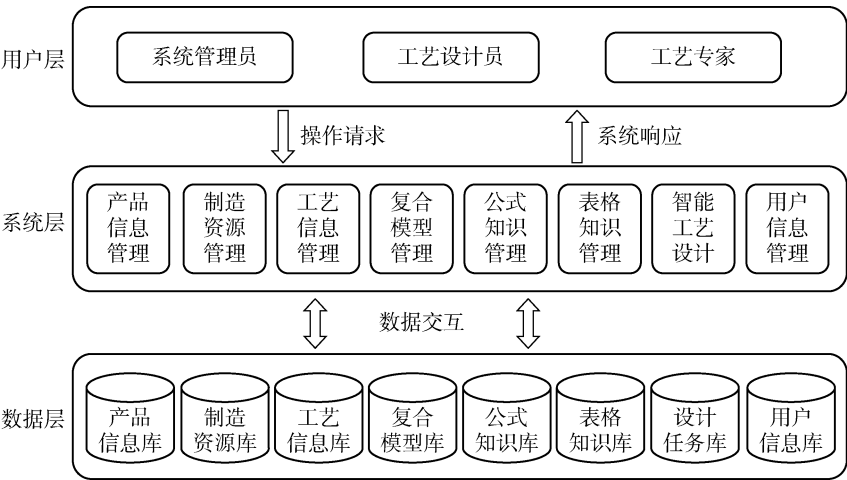 用户层
系统管理员
工艺设计员
工艺专家
操作请求
系统响应
系统层
产品
信息
管理
制造
资源
管理
工艺
信息
管理
复合
模型
管理
公式
知识
管理
表格
知识
管理
智能
工艺
设计
用户
信息
管理
数据交互
数据层
产品
信息库
制造
资源库
工艺
信息库
复合
模型库
公式
知识库
表格
知识库
设计
任务库
用户
信息库